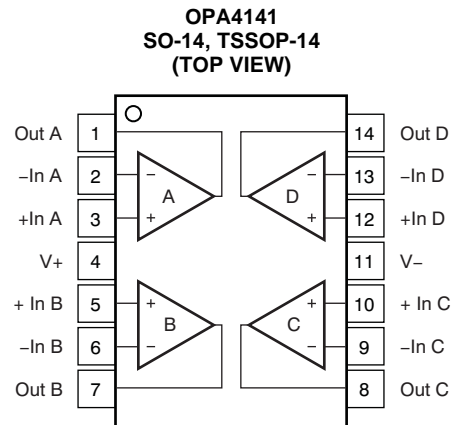 OPA4141
SO-14, TSSOP-14
(TOP VIEW)
Out A 1 14 Out D
−In A 2 − − 13 −In D
A D
+In A 3 + + 12 +In D
V+ 4 11 V−
+ In B 5 + + 10 + In C
B C
−In B 6 − − 9 −In C
Out B 7 8 Out C